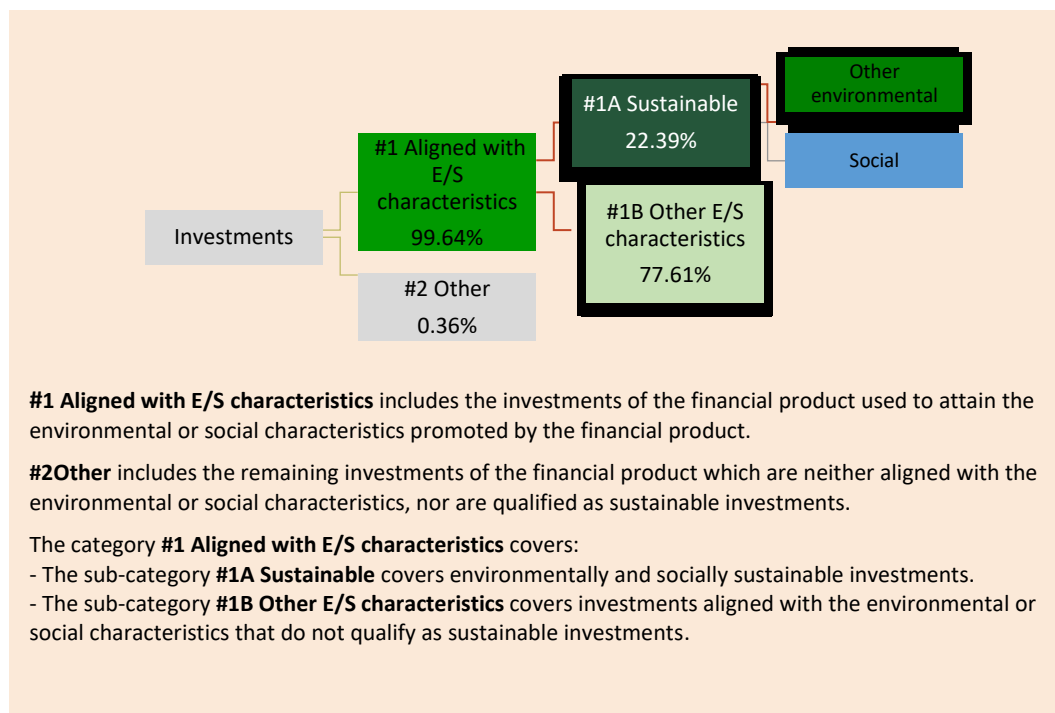 Other
environmental
#1A Sustainable
22.39%
#1 Aligned with
E/S
characteristics
99.64%
Social
#1B Other E/S
characteristics
77.61%
Investments
#2 Other
0.36%
#1 Aligned with E/S characteristics includes the investments of the financial product used to attain the
environmental or social characteristics promoted by the financial product.
#2Other includes the remaining investments of the financial product which are neither aligned with the
environmental or social characteristics, nor are qualified as sustainable investments.
The category #1 Aligned with E/S characteristics covers:
- The sub-category #1A Sustainable covers environmentally and socially sustainable investments.
- The sub-category #1B Other E/S characteristics covers investments aligned with the environmental or
social characteristics that do not qualify as sustainable investments.